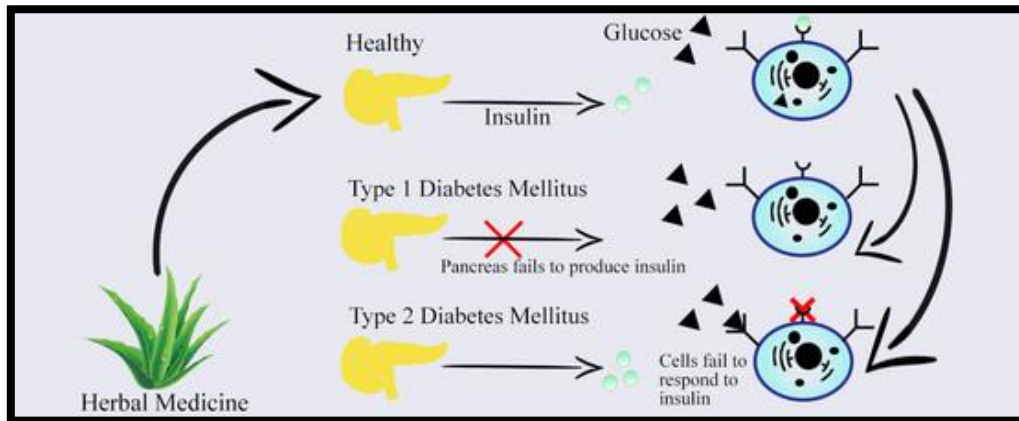 Healthy
Glucose
Insulin
Type 1 Diabetes Mellitus
Pancreas fails to produce insulin
Type 2 Diabetes Mellitus
Cells fail to
respond to
insulin
Herbal Medicine